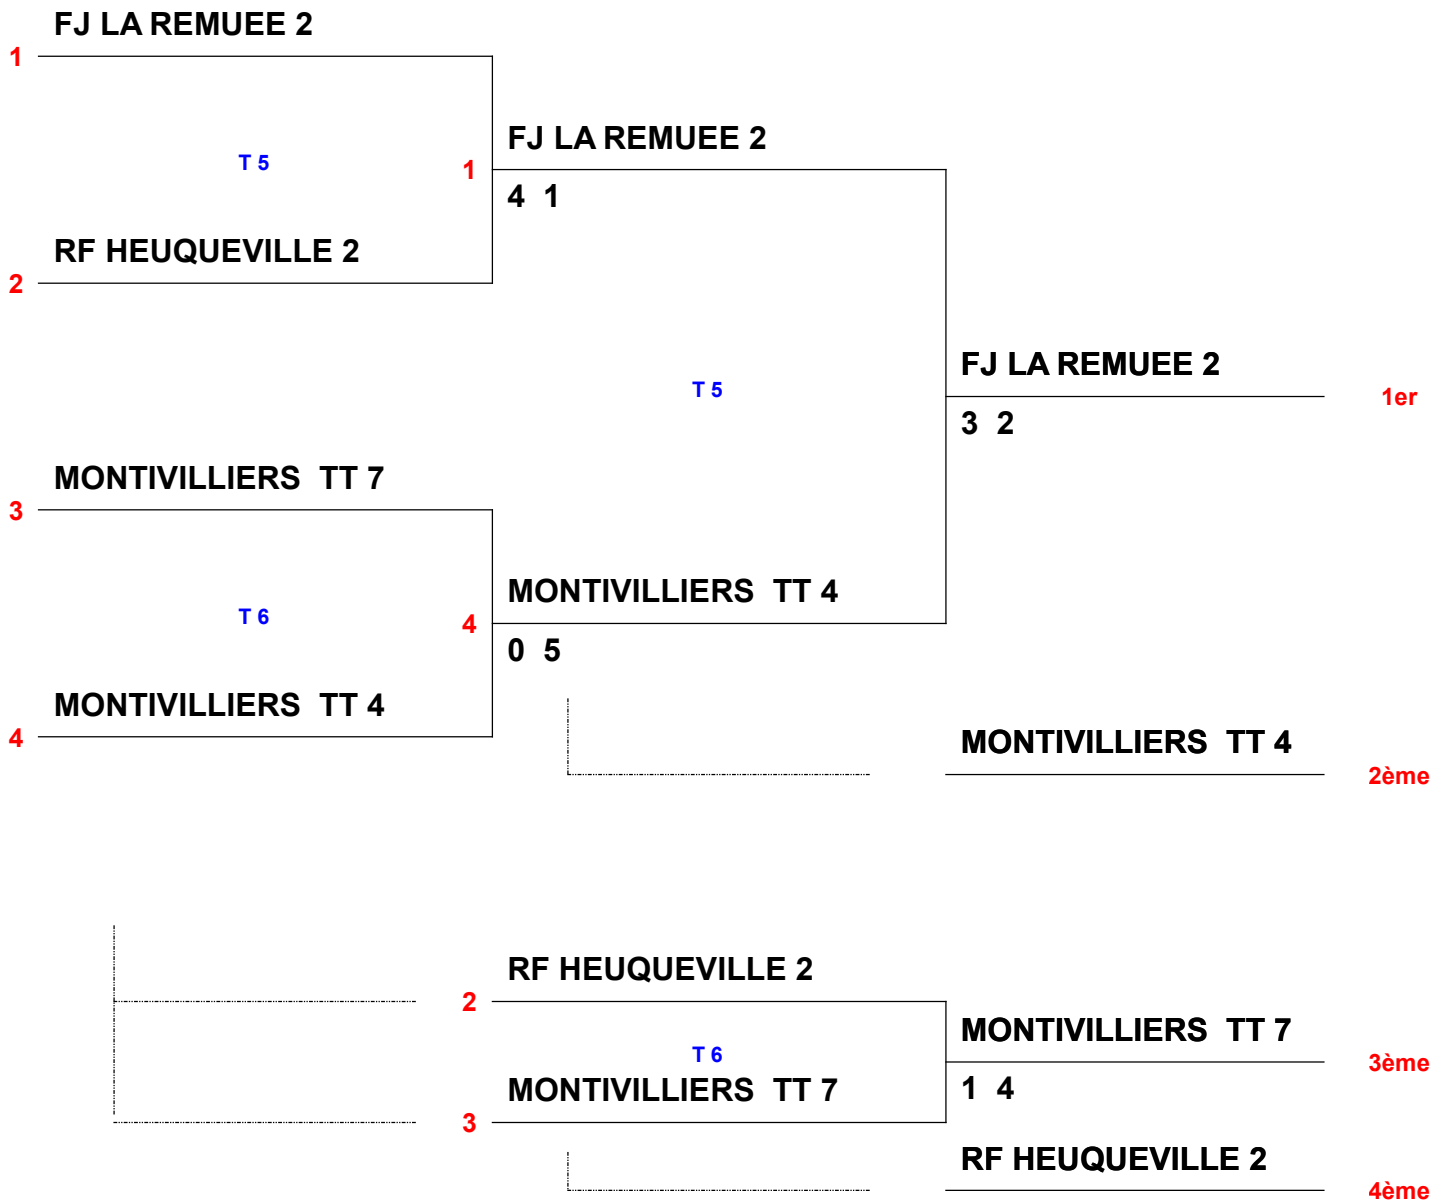 FJ LA REMUEE 2
1
FJ LA REMUEE 2
T 5
1
4 1
RF HEUQUEVILLE 2
2
FJ LA REMUEE 2
T 5
1er
3 2
MONTIVILLIERS TT 7
3
MONTIVILLIERS TT 4
T 6
4
0 5
MONTIVILLIERS TT 4
4
MONTIVILLIERS TT 4
2ème
RF HEUQUEVILLE 2
2
MONTIVILLIERS TT 7
T 6
3ème
MONTIVILLIERS TT 7
1 4
3
RF HEUQUEVILLE 2
4ème